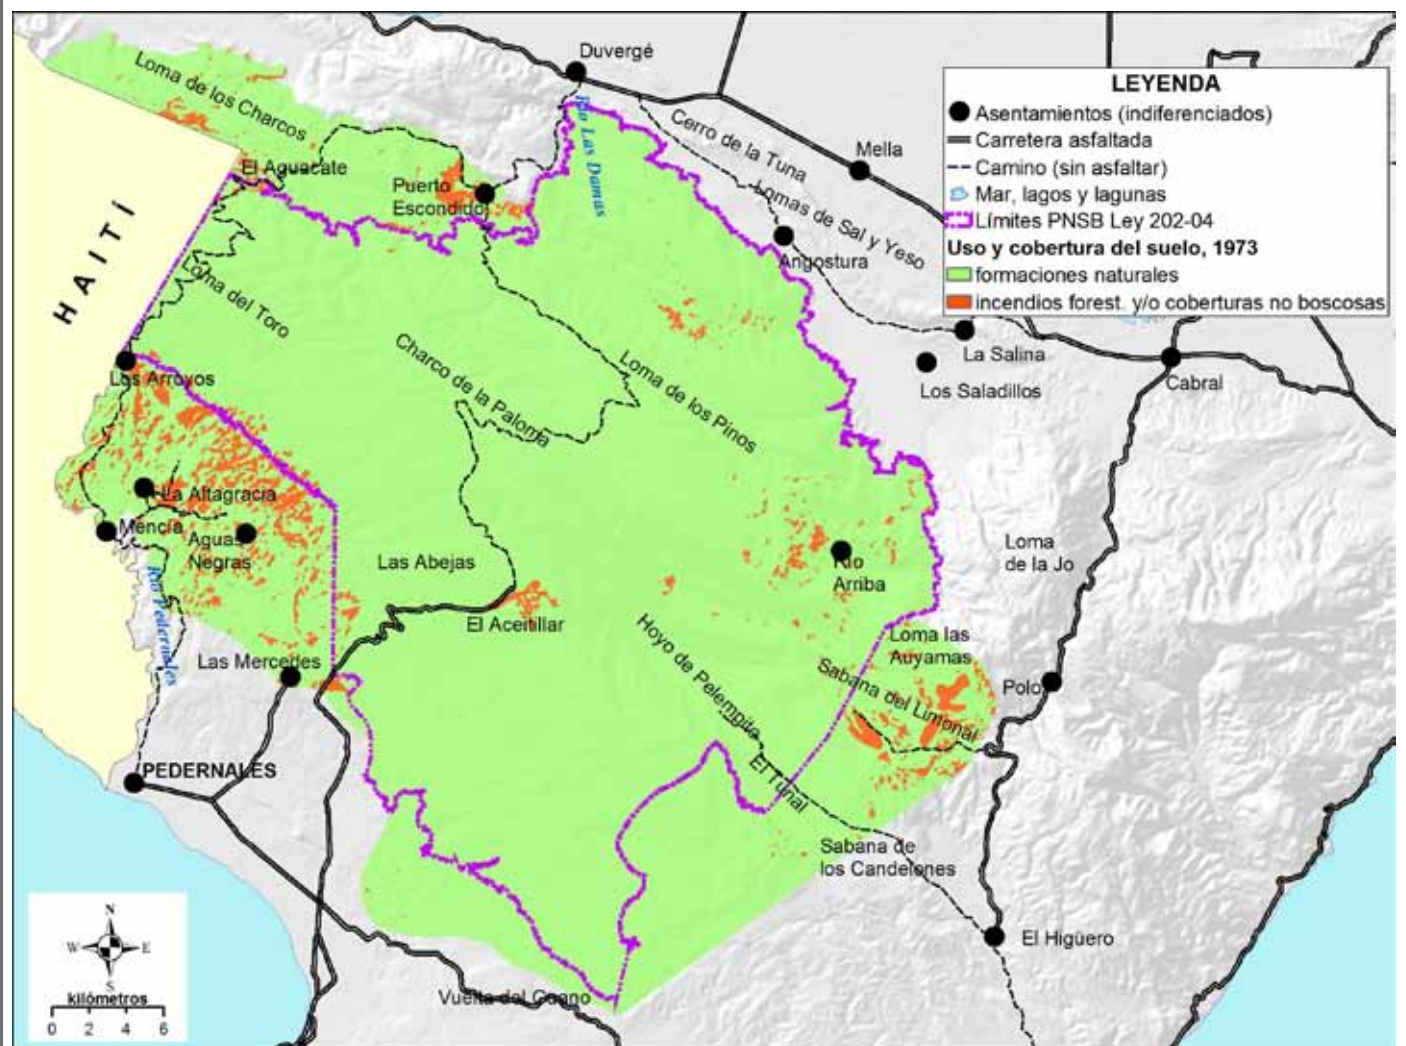 Duvergé
LEYENDA
Asentamientos (indiferenciados)
Carretera asfaltada
Camino (sin asfaltar)
Mar, lagos y lagunas
Límites PNSB Ley 202-04
Uso y cobertura del suelo, 1973
formaciones naturales
incendios forest. y/o coberturas no boscosas
Loma de los Charcos
Río Las Damas
Cerro de la Tuna
Mella
El Aguacate
Puerto
Escondido
Lomas de Sal y Yeso
Angostura
HAITÍ
Loma del Toro
Charco de la Paloma
Loma de los Pinos
La Salina
Los Saladillos
Cabral
Los Arroyos
La Altagracia
Mencía
Aguas
Negras
Río Pedernales
Las Abejas
El Aceitillar
Río
Arriba
Loma
de la Jo
Hoyo de Pelempito
Loma las
Auyamas
Sabana del Limonal
Polo
Las Mercedes
PEDERNALES
El Tunal
Sabana de
los Candelones
El Higüero
Vuelta del Guano
N
W E
S
kilómetros
0 2 4 6